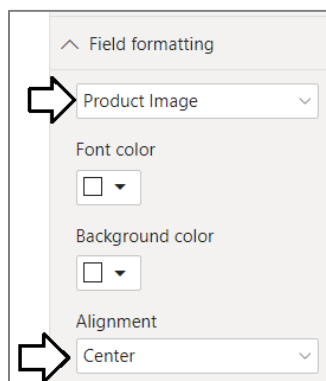 Field formatting
Product Image
Font color
Background color
Alignment
Center